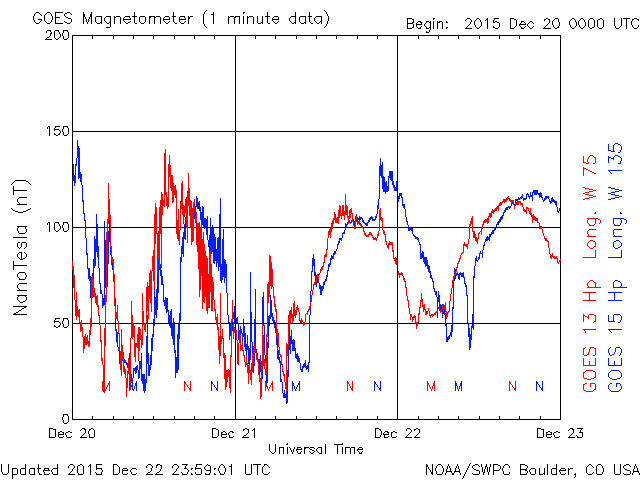 GOES Magnetometer (1 minute data)
Begin: 2015 Dec 20 0000 UTC
200
150
100
50
0
NanoTesla (nT)
M M N N M M N N M M N N
Dec 20 Dec 21 Dec 22 Dec 23
Universal Time
GOES 13 Hp Long. W 75
GOES 15 Hp Long. W 135
Updated 2015 Dec 22 23:59:01 UTC
NOAA/SWPC Boulder, CO USA